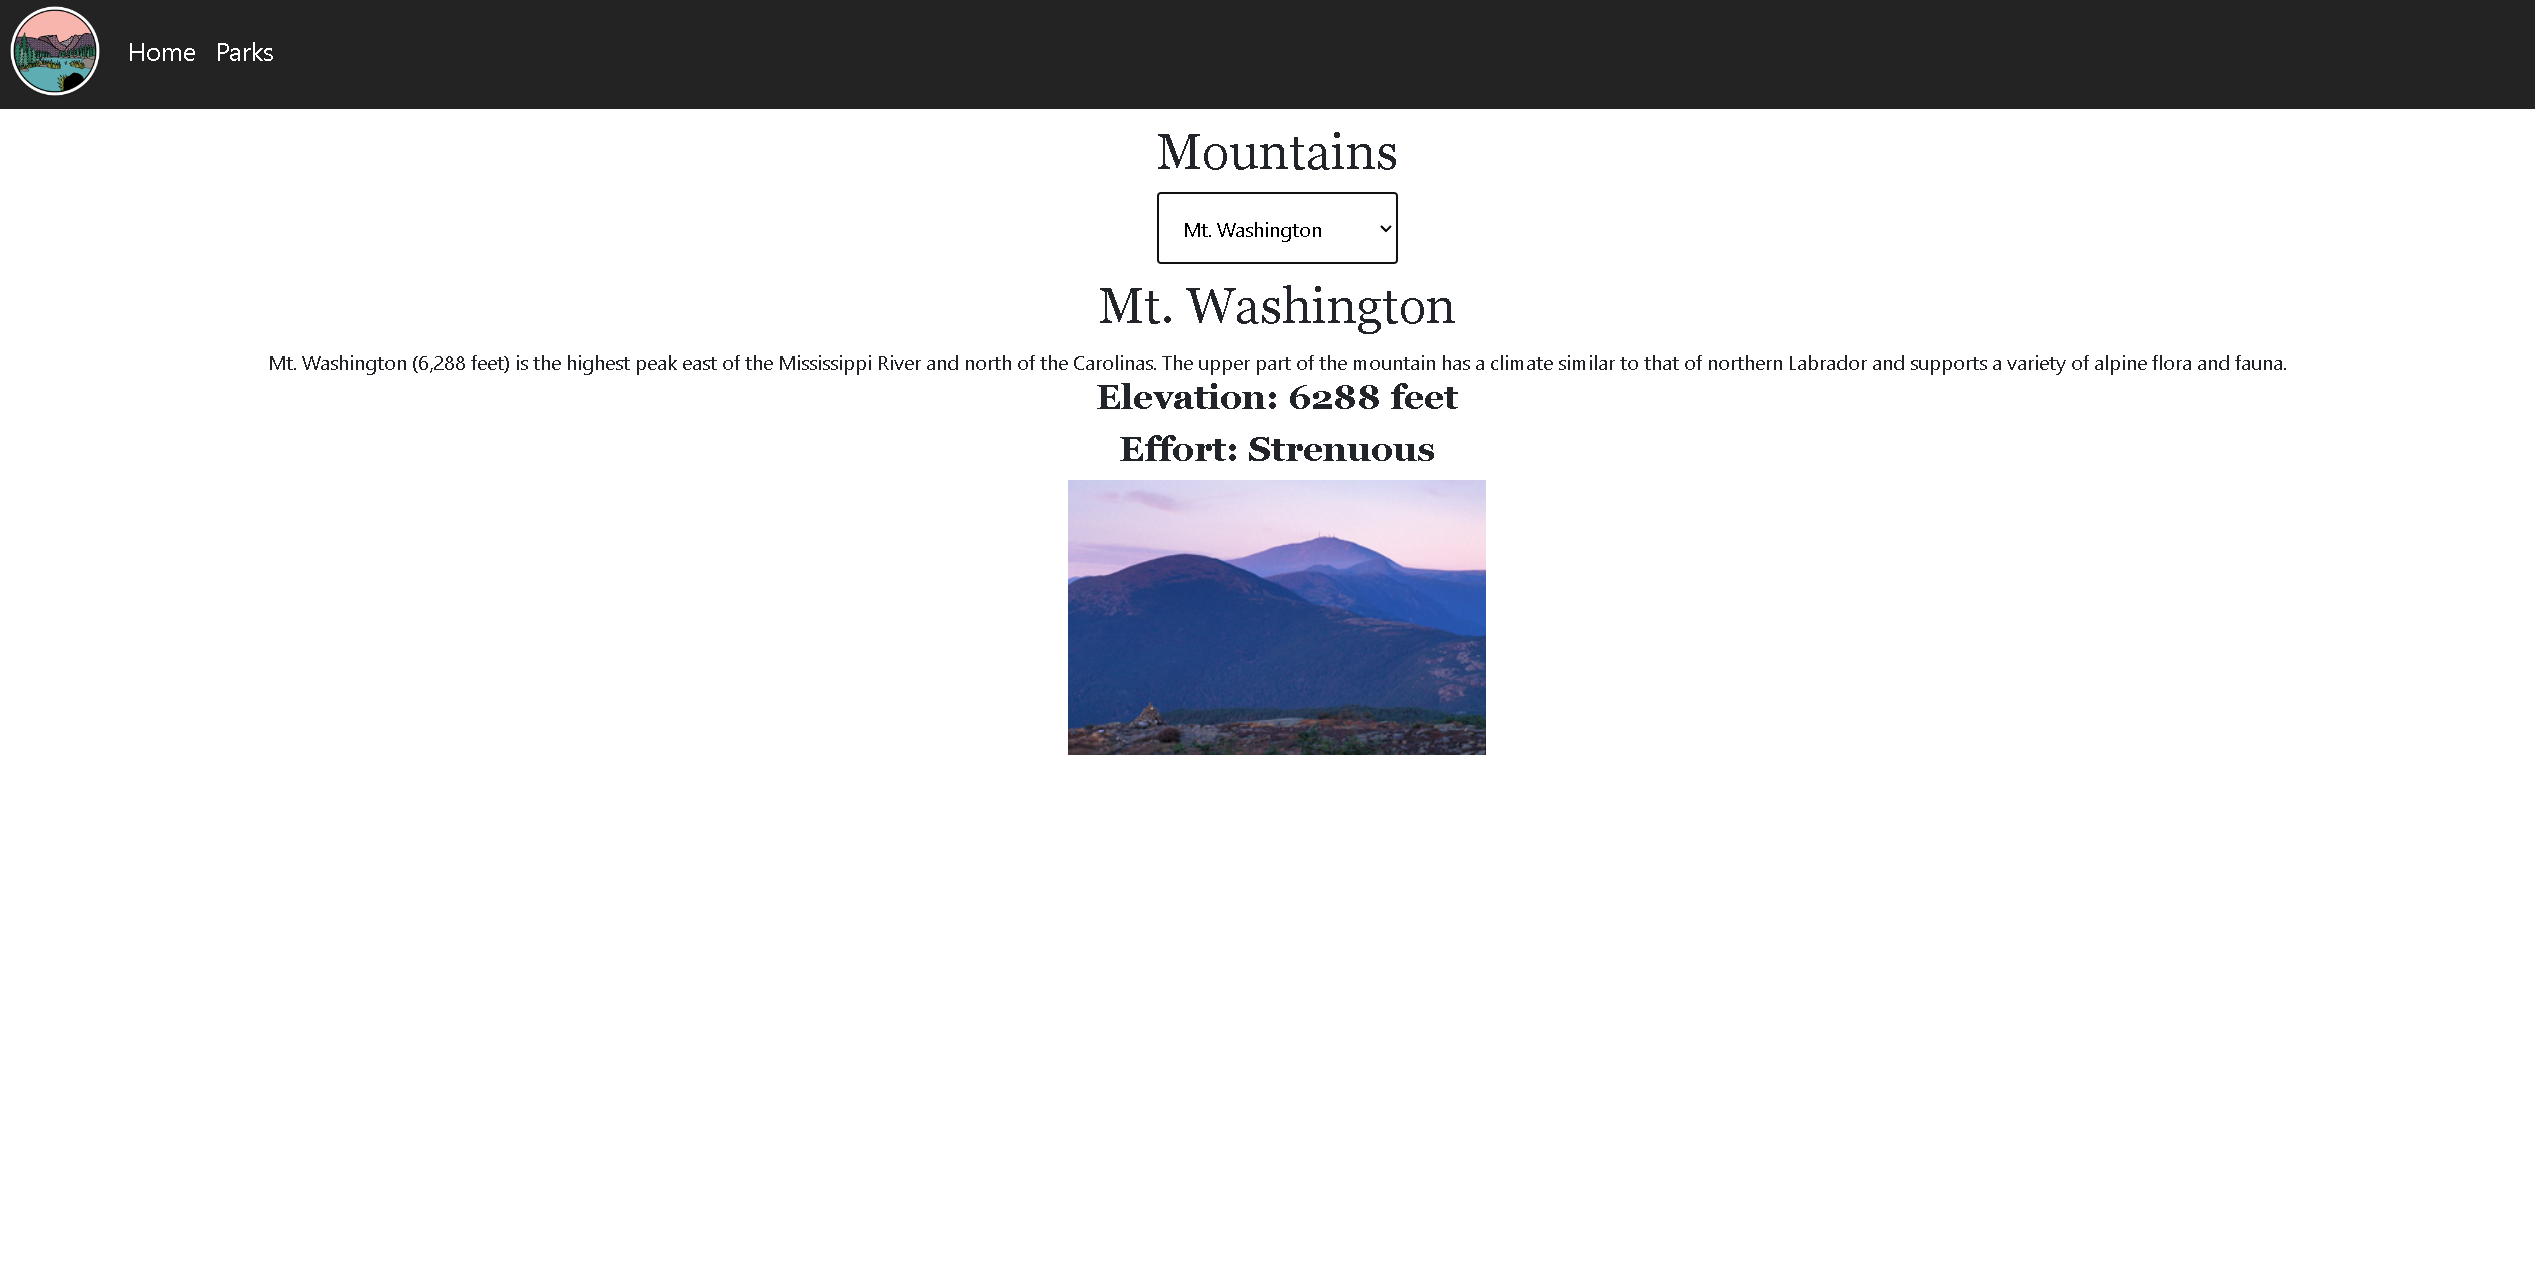 Home Parks
Mountains
Mt. Washington
Mt. Washington
Mt. Washington (6,288 feet) is the highest peak east of the Mississippi River and north of the Carolinas. The upper part of the mountain has a climate similar to that of northern Labrador and supports a variety of alpine flora and fauna.
Elevation: 6288 feet
Effort: Strenuous